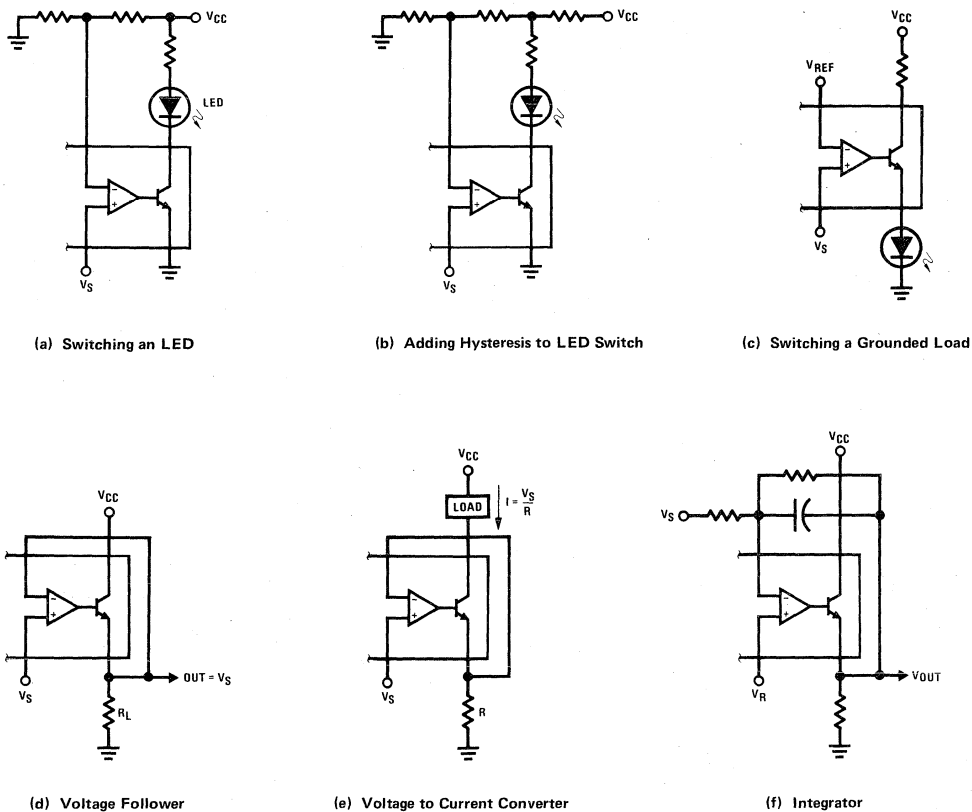 VCC
LED
−
+
VS
(a) Switching an LED
VCC
−
+
VS
(b) Adding Hysteresis to LED Switch
VCC
VREF
−
+
VS
(c) Switching a Grounded Load
VCC
−
+
VS
OUT = VS
RL
(d) Voltage Follower
VCC
LOAD
I = VS
R
−
+
VS
R
(e) Voltage to Current Converter
VCC
VS
−
+
VR
VOUT
(f) Integrator